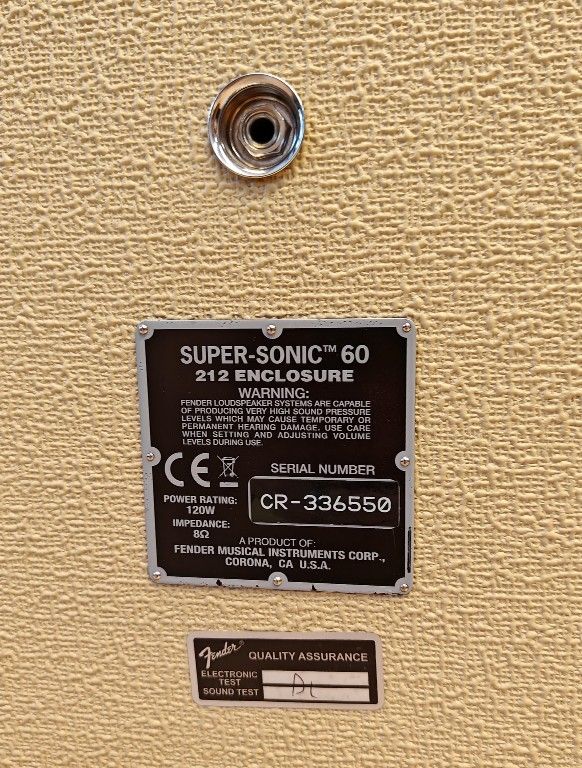 SUPER-SONIC™ 60
212 ENCLOSURE
WARNING:
FENDER LOUDSPEAKER SYSTEMS ARE CAPABLE
OF PRODUCING VERY HIGH SOUND PRESSURE
LEVELS WHICH MAY CAUSE TEMPORARY OR
PERMANENT HEARING DAMAGE. USE CARE
WHEN SETTING AND ADJUSTING VOLUME
LEVELS DURING USE.
CE
SERIAL NUMBER
CR-336550
POWER RATING:
120W
IMPEDANCE:
8Ω
A PRODUCT OF:
FENDER MUSICAL INSTRUMENTS CORP.,
CORONA, CA U.S.A.
Fender® QUALITY ASSURANCE
ELECTRONIC
TEST
SOUND TEST